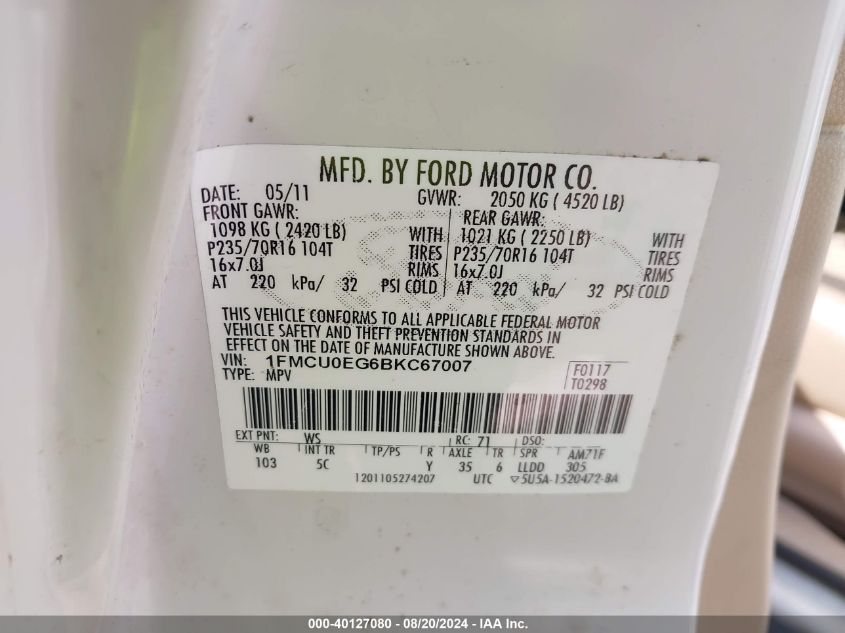 MFD. BY FORD MOTOR CO.
DATE: 05/11 GVWR: 2050 KG ( 4520 LB)
FRONT GAWR: REAR GAWR:
1098 KG ( 2420 LB) WITH 1021 KG ( 2250 LB) WITH
P235/70R16 104T TIRES P235/70R16 104T TIRES
16x7.0J RIMS 16x7.0J RIMS
AT 220 kPa/ 32 PSI COLD AT 220 kPa/ 32 PSI COLD
THIS VEHICLE CONFORMS TO ALL APPLICABLE FEDERAL MOTOR
VEHICLE SAFETY AND THEFT PREVENTION STANDARDS IN
EFFECT ON THE DATE OF MANUFACTURE SHOWN ABOVE.
VIN: 1FMCU0EG6BKC67007 F0117
TYPE: MPV T0298
EXT PNT: WS RC: 71 DSO:
WB INT TR TP/PS R AXLE TR SPR AM71F
103 5C Y 35 6 LLDD 305
1201105274207 UTC ▽5U5A-1520472-BA
000-40127080 - 08/20/2024 - IAA Inc.